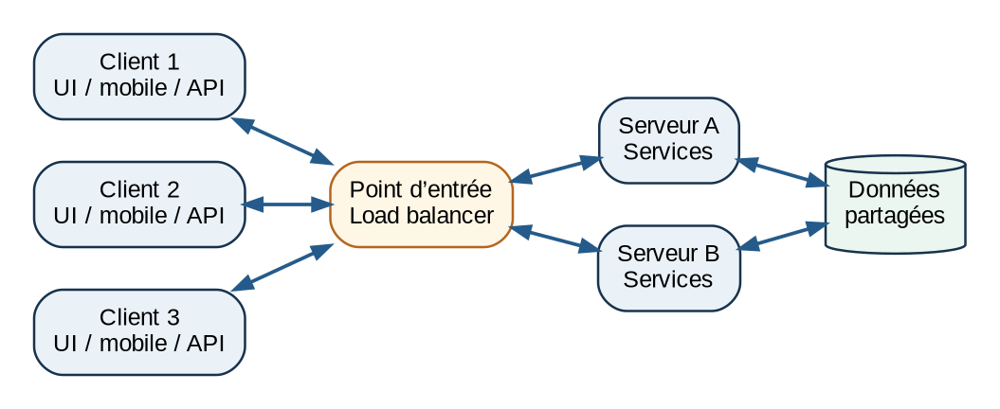 Client 1
UI / mobile / API
Client 2
UI / mobile / API
Client 3
UI / mobile / API
Point d’entrée
Load balancer
Serveur A
Services
Serveur B
Services
Données
partagées